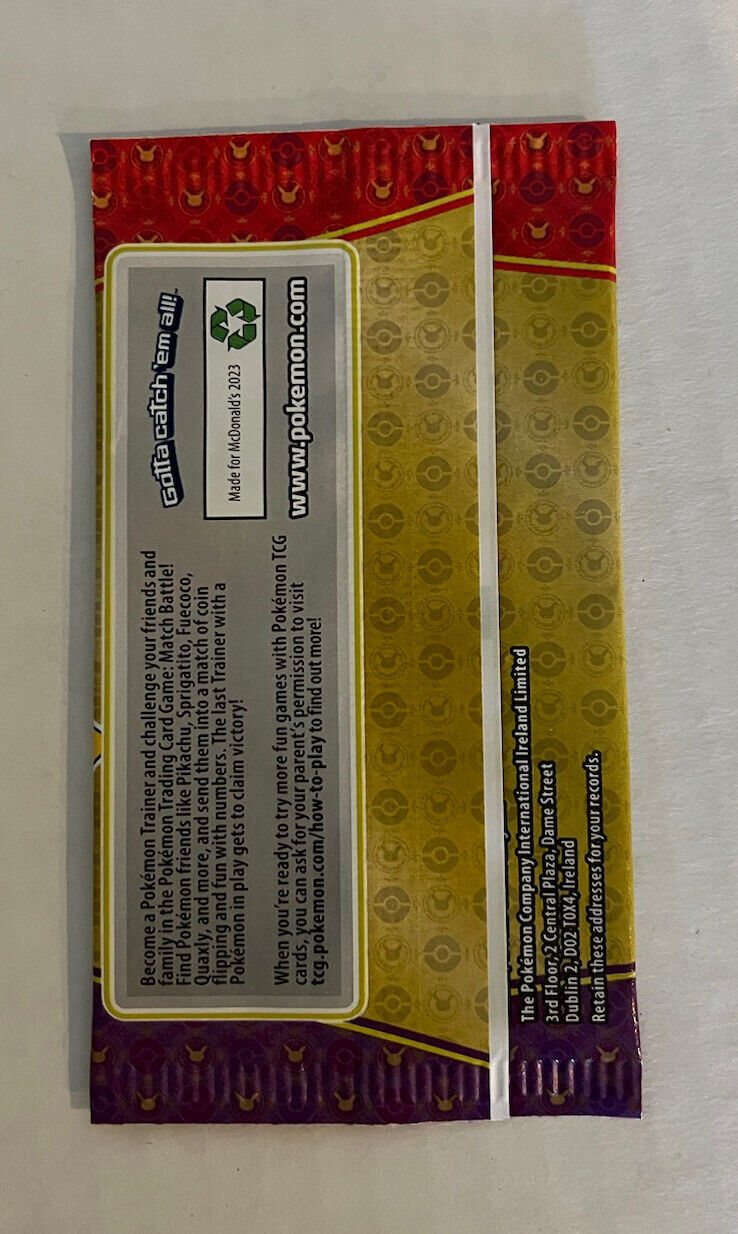 Become a Pokémon Trainer and challenge your friends and
family in the Pokémon Trading Card Game! Match Battle!
Find Pokémon friends like Pikachu, Sprigatito, Fuecoco,
Quaxly, and more, and send them into a match of coin
flipping and fun with numbers. The last Trainer with a
Pokémon in play gets to claim victory!
When you're ready to try more fun games with Pokémon TCG
cards, you can ask for your parent's permission to visit
tcg.pokemon.com/how-to-play to find out more!
Gotta catch 'em all!™
Made for McDonald's 2023
www.pokemon.com
The Pokémon Company International Ireland Limited
3rd Floor, 2 Central Plaza, Dame Street
Dublin 2, D02 T0X4, Ireland
Retain these addresses for your records.